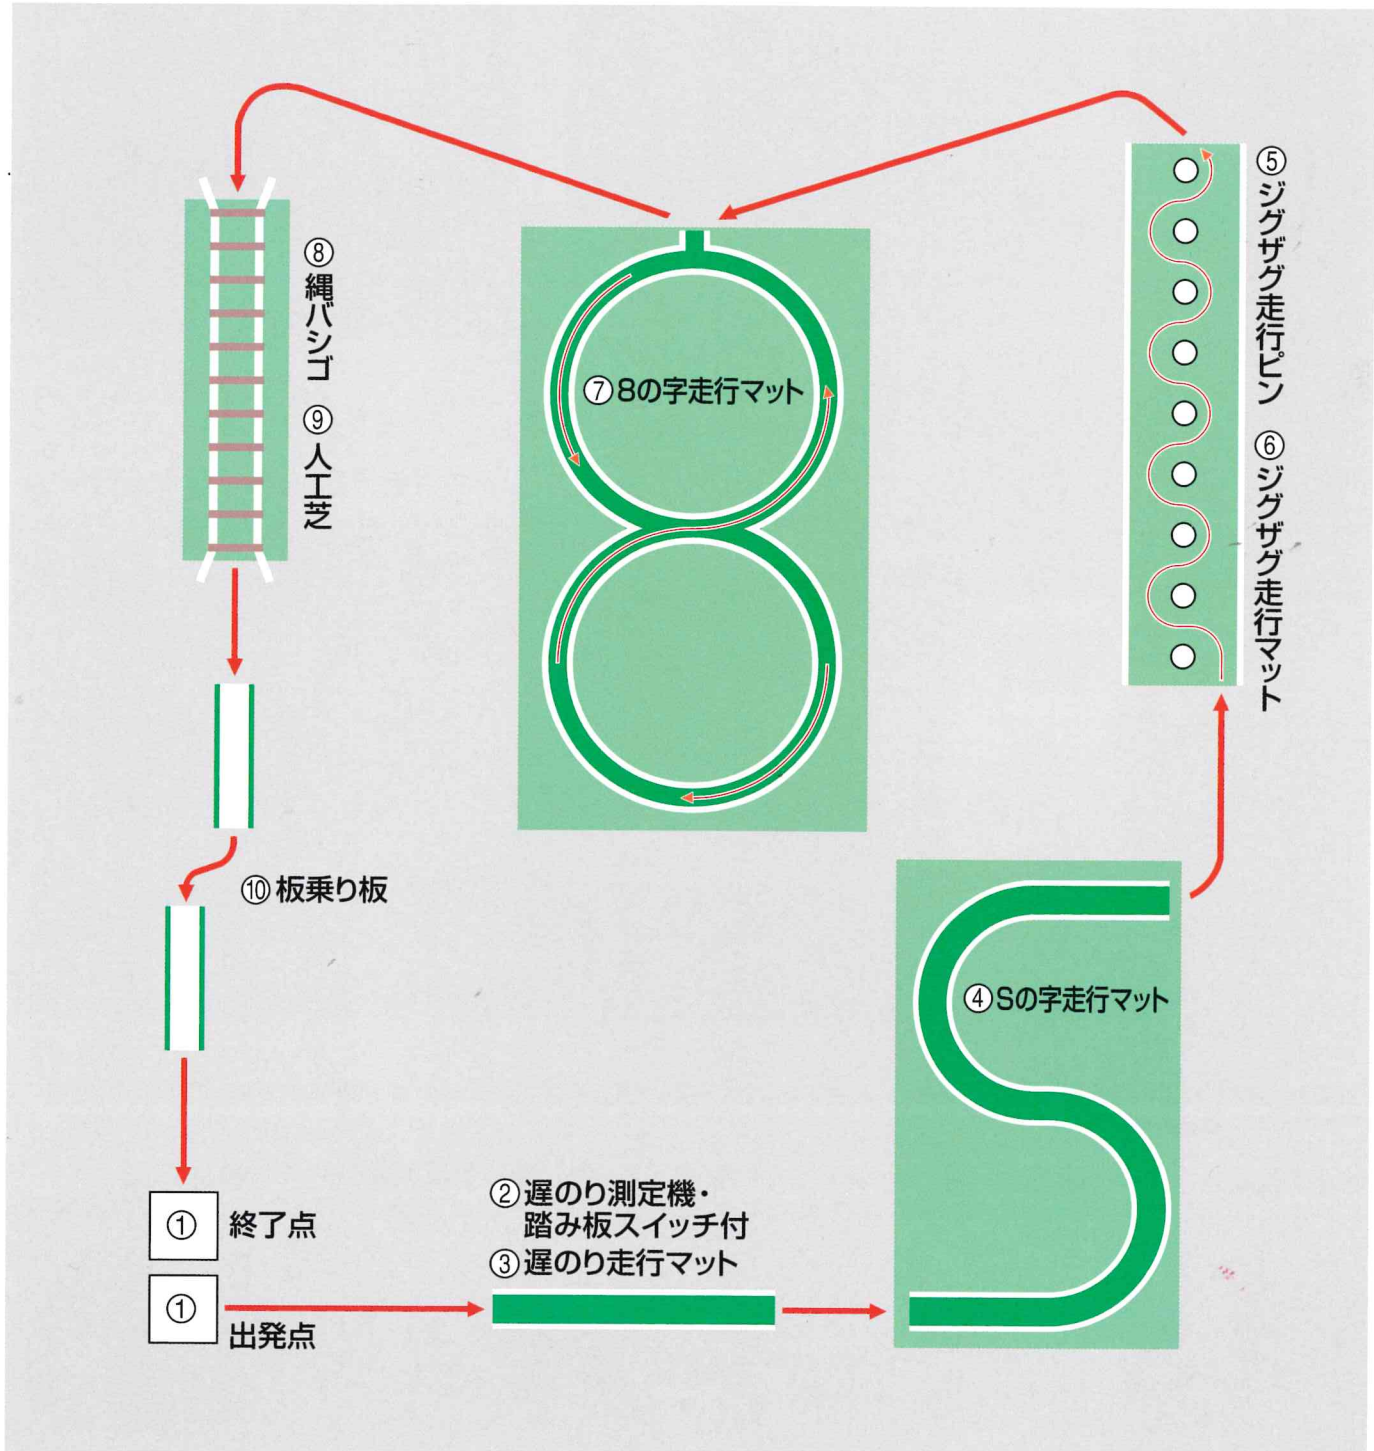 ⑤ジグザグ走行ピン ⑥ジグザグ走行マット
⑧縄バシゴ ⑨人工芝
⑦8の字走行マット
⑩板乗り板
④Sの字走行マット
②遅のり測定機・
踏み板スイッチ付
③遅のり走行マット
① 終了点
①
出発点